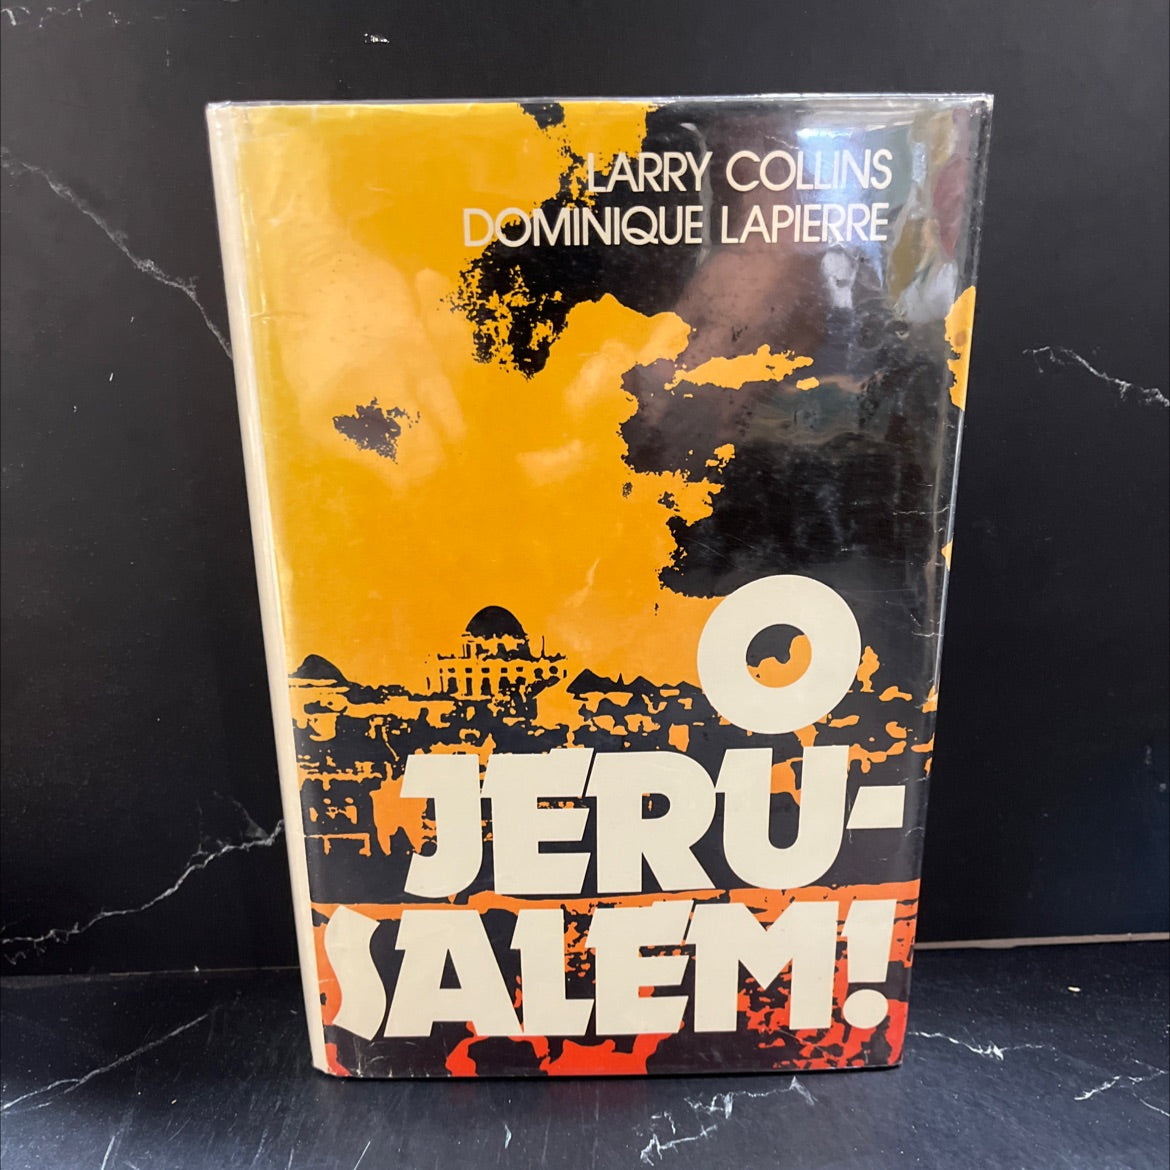 LARRY COLLINS
DOMINIQUE LAPIERRE
O
JERU-
SALEM!